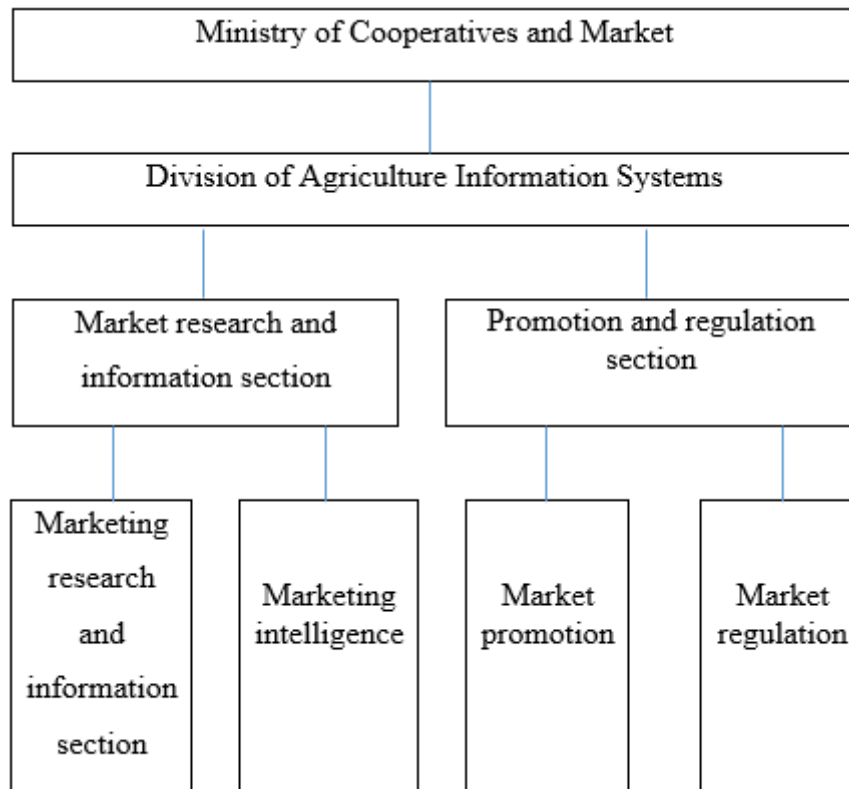 Ministry of Cooperatives and Market
Division of Agriculture Information Systems
Market research and
information section
Promotion and regulation
section
Marketing
research
and
information
section
Marketing
intelligence
Market
promotion
Market
regulation